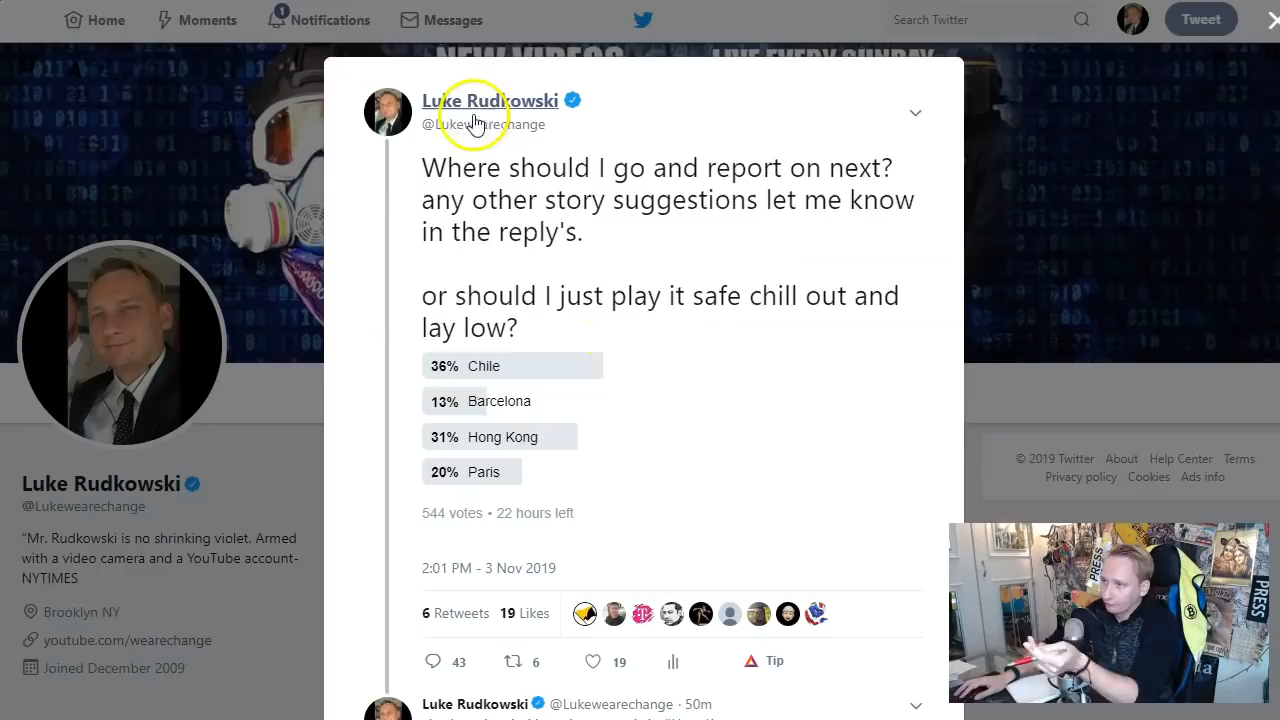 Home
Moments
1
Notifications
Messages
Search Twitter
Tweet
NEW VIDEOS
LIVE EVERY SUNDAY
Luke Rudkowski
@Lukewearechange
Where should I go and report on next?
any other story suggestions let me know
in the reply's.
or should I just play it safe chill out and
lay low?
36% Chile
13% Barcelona
31% Hong Kong
20% Paris
544 votes • 22 hours left
2:01 PM - 3 Nov 2019
6 Retweets 19 Likes
43
6
19
Tip
Luke Rudkowski @Lukewearechange · 50m
Luke Rudkowski
@Lukewearechange
“Mr. Rudkowski is no shrinking violet. Armed
with a video camera and a YouTube account-
NYTIMES
Brooklyn NY
youtube.com/wearechange
Joined December 2009
© 2019 Twitter About Help Center Terms
Privacy policy Cookies Ads info
PRESS
PRESS